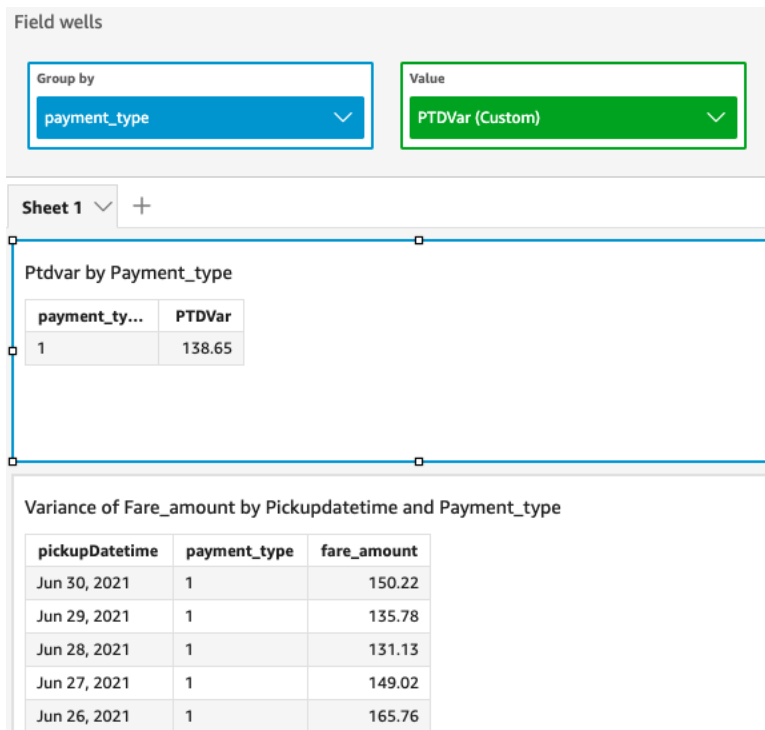 Field wells
Group by
Value
payment_type
PTDVar (Custom)
Sheet 1
Ptdvar by Payment_type
payment_ty... PTDVar
1 138.65
Variance of Fare_amount by Pickupdatetime and Payment_type
pickupDatetime payment_type fare_amount
Jun 30, 2021 1 150.22
Jun 29, 2021 1 135.78
Jun 28, 2021 1 131.13
Jun 27, 2021 1 149.02
Jun 26, 2021 1 165.76